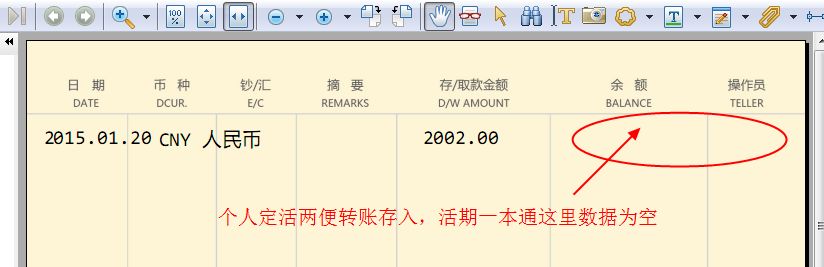 日 期 币 种 钞/汇 摘 要 存/取款金额 余 额 操作员
DATE DCUR. E/C REMARKS D/W AMOUNT BALANCE TELLER
2015.01.20 CNY 人民币 2002.00
个人定活两便转账存入，活期一本通这里数据为空